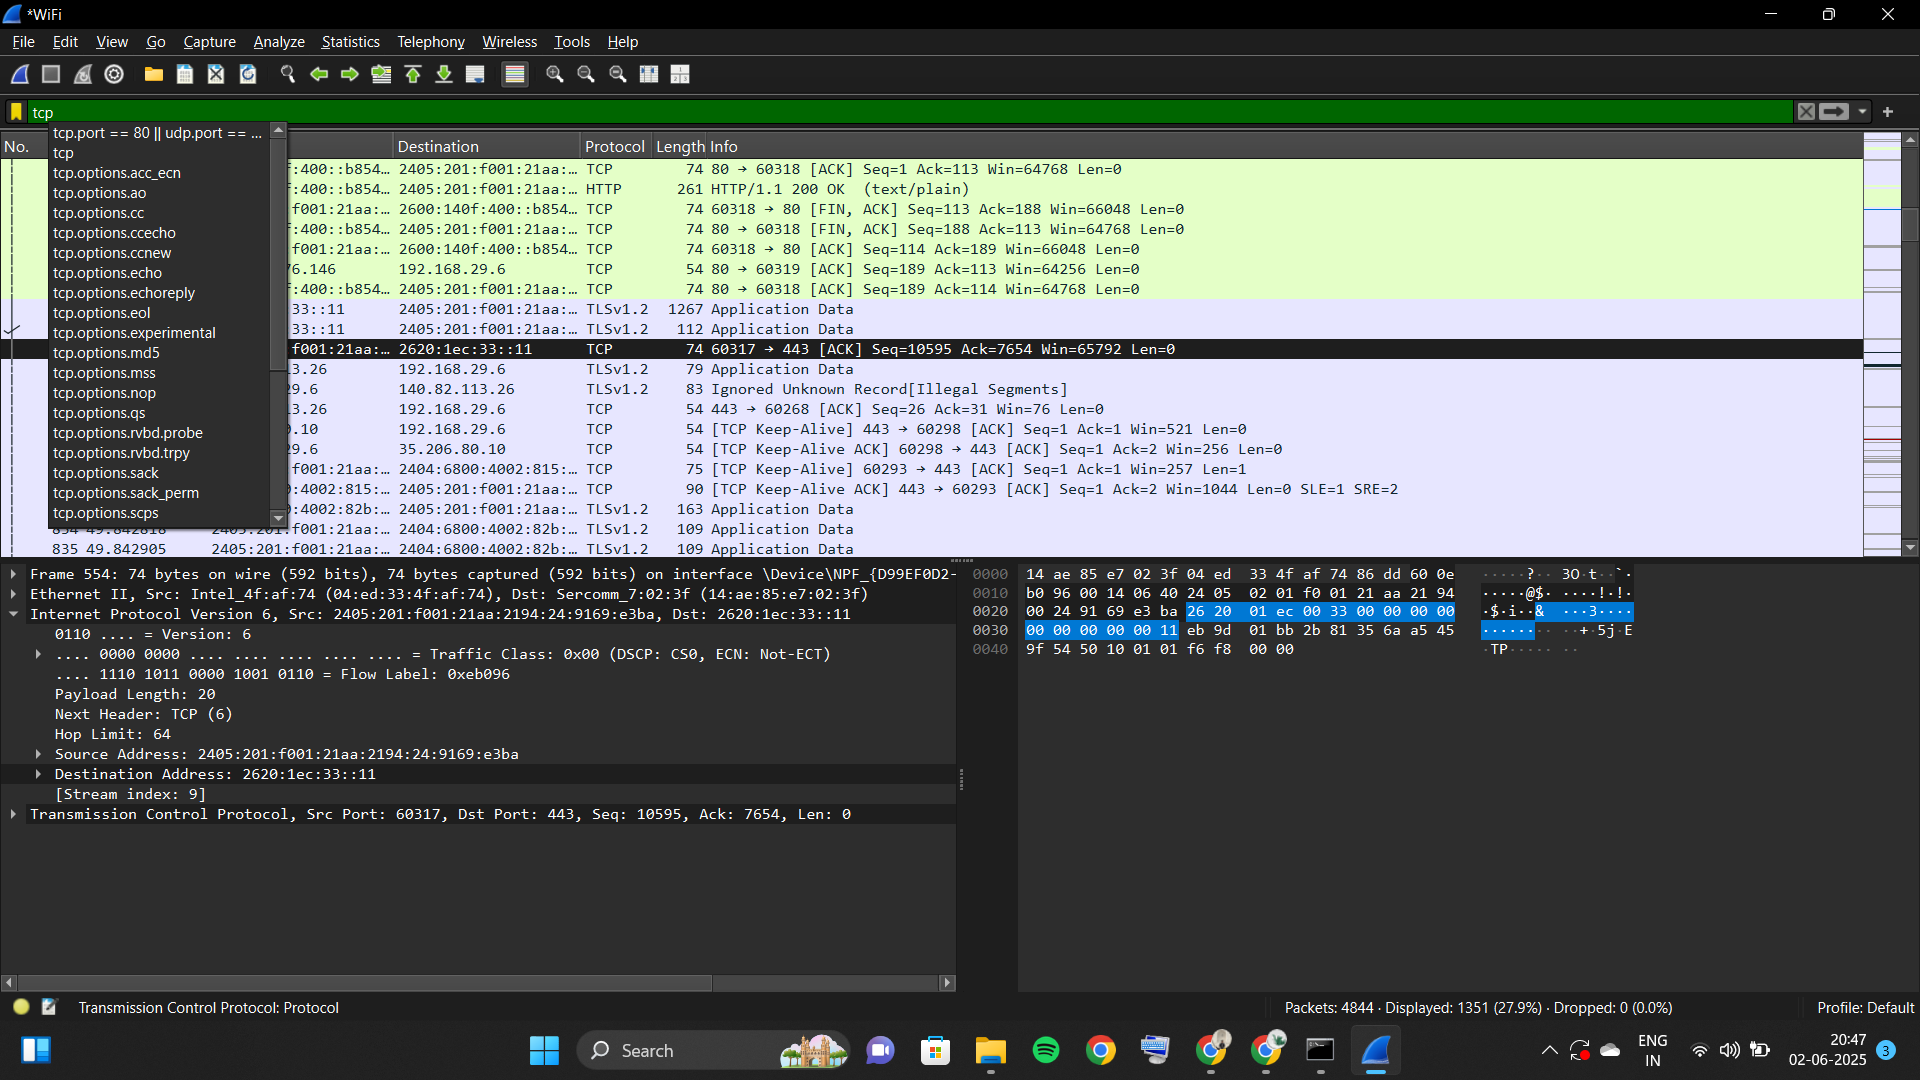 *WiFi
File Edit View Go Capture Analyze Statistics Telephony Wireless Tools Help
tcp
tcp.port == 80 || udp.port == ...
tcp
tcp.options.acc_ecn
tcp.options.ao
tcp.options.cc
tcp.options.ccecho
tcp.options.ccnew
tcp.options.echo
tcp.options.echoreply
tcp.options.eol
tcp.options.experimental
tcp.options.md5
tcp.options.mss
tcp.options.nop
tcp.options.qs
tcp.options.rvbd.probe
tcp.options.rvbd.trpy
tcp.options.sack
tcp.options.sack_perm
tcp.options.scps
No. Destination Protocol Length Info
f:400::b854… 2405:201:f001:21aa:… TCP 74 80 → 60318 [ACK] Seq=1 Ack=113 Win=64768 Len=0
f:400::b854… 2405:201:f001:21aa:… HTTP 261 HTTP/1.1 200 OK (text/plain)
f001:21aa:… 2600:140f:400::b854… TCP 74 60318 → 80 [FIN, ACK] Seq=113 Ack=188 Win=66048 Len=0
f:400::b854… 2405:201:f001:21aa:… TCP 74 80 → 60318 [FIN, ACK] Seq=188 Ack=113 Win=64768 Len=0
f001:21aa:… 2600:140f:400::b854… TCP 74 60318 → 80 [ACK] Seq=114 Ack=189 Win=66048 Len=0
76.146 192.168.29.6 TCP 54 80 → 60319 [ACK] Seq=189 Ack=113 Win=64256 Len=0
f:400::b854… 2405:201:f001:21aa:… TCP 74 80 → 60318 [ACK] Seq=189 Ack=114 Win=64768 Len=0
33::11 2405:201:f001:21aa:… TLSv1.2 1267 Application Data
33::11 2405:201:f001:21aa:… TLSv1.2 112 Application Data
f001:21aa:… 2620:1ec:33::11 TCP 74 60317 → 443 [ACK] Seq=10595 Ack=7654 Win=65792 Len=0
13.26 192.168.29.6 TLSv1.2 79 Application Data
29.6 140.82.113.26 TLSv1.2 83 Ignored Unknown Record[Illegal Segments]
13.26 192.168.29.6 TCP 54 443 → 60268 [ACK] Seq=26 Ack=31 Win=76 Len=0
.10 192.168.29.6 TCP 54 [TCP Keep-Alive] 443 → 60298 [ACK] Seq=1 Ack=1 Win=521 Len=0
29.6 35.206.80.10 TCP 54 [TCP Keep-Alive ACK] 60298 → 443 [ACK] Seq=1 Ack=2 Win=256 Len=0
f001:21aa:… 2404:6800:4002:815:… TCP 75 [TCP Keep-Alive] 60293 → 443 [ACK] Seq=1 Ack=1 Win=257 Len=1
:4002:815:… 2405:201:f001:21aa:… TCP 90 [TCP Keep-Alive ACK] 443 → 60293 [ACK] Seq=1 Ack=2 Win=1044 Len=0 SLE=1 SRE=2
:4002:82b:… 2405:201:f001:21aa:… TLSv1.2 163 Application Data
834 49.842818 2405:201:f001:21aa:… 2404:6800:4002:82b:… TLSv1.2 109 Application Data
835 49.842905 2405:201:f001:21aa:… 2404:6800:4002:82b:… TLSv1.2 109 Application Data
Frame 554: 74 bytes on wire (592 bits), 74 bytes captured (592 bits) on interface \Device\NPF_{D99EF0D2-
Ethernet II, Src: Intel_4f:af:74 (04:ed:33:4f:af:74), Dst: Sercomm_7:02:3f (14:ae:85:e7:02:3f)
Internet Protocol Version 6, Src: 2405:201:f001:21aa:2194:24:9169:e3ba, Dst: 2620:1ec:33::11
0110 .... = Version: 6
.... 0000 0000 .... .... .... .... .... = Traffic Class: 0x00 (DSCP: CS0, ECN: Not-ECT)
.... 1110 1011 0000 1001 0110 = Flow Label: 0xeb096
Payload Length: 20
Next Header: TCP (6)
Hop Limit: 64
Source Address: 2405:201:f001:21aa:2194:24:9169:e3ba
Destination Address: 2620:1ec:33::11
[Stream index: 9]
Transmission Control Protocol, Src Port: 60317, Dst Port: 443, Seq: 10595, Ack: 7654, Len: 0
0000 14 ae 85 e7 02 3f 04 ed 33 4f af 74 86 dd 60 0e ·····?·· 3O·t··`·
0010 b0 96 00 14 06 40 24 05 02 01 f0 01 21 aa 21 94 ·····@$· ····!·!·
0020 00 24 91 69 e3 ba 26 20 01 ec 00 33 00 00 00 00 ·$·i··& ···3····
0030 00 00 00 00 00 11 eb 9d 01 bb 2b 81 35 6a a5 45 ········ ··+·5j·E
0040 9f 54 50 10 01 01 f6 f8 00 00 ·TP····· ··
Transmission Control Protocol: Protocol
Packets: 4844 · Displayed: 1351 (27.9%) · Dropped: 0 (0.0%)
Profile: Default
Search
ENG
IN
20:47
02-06-2025
3